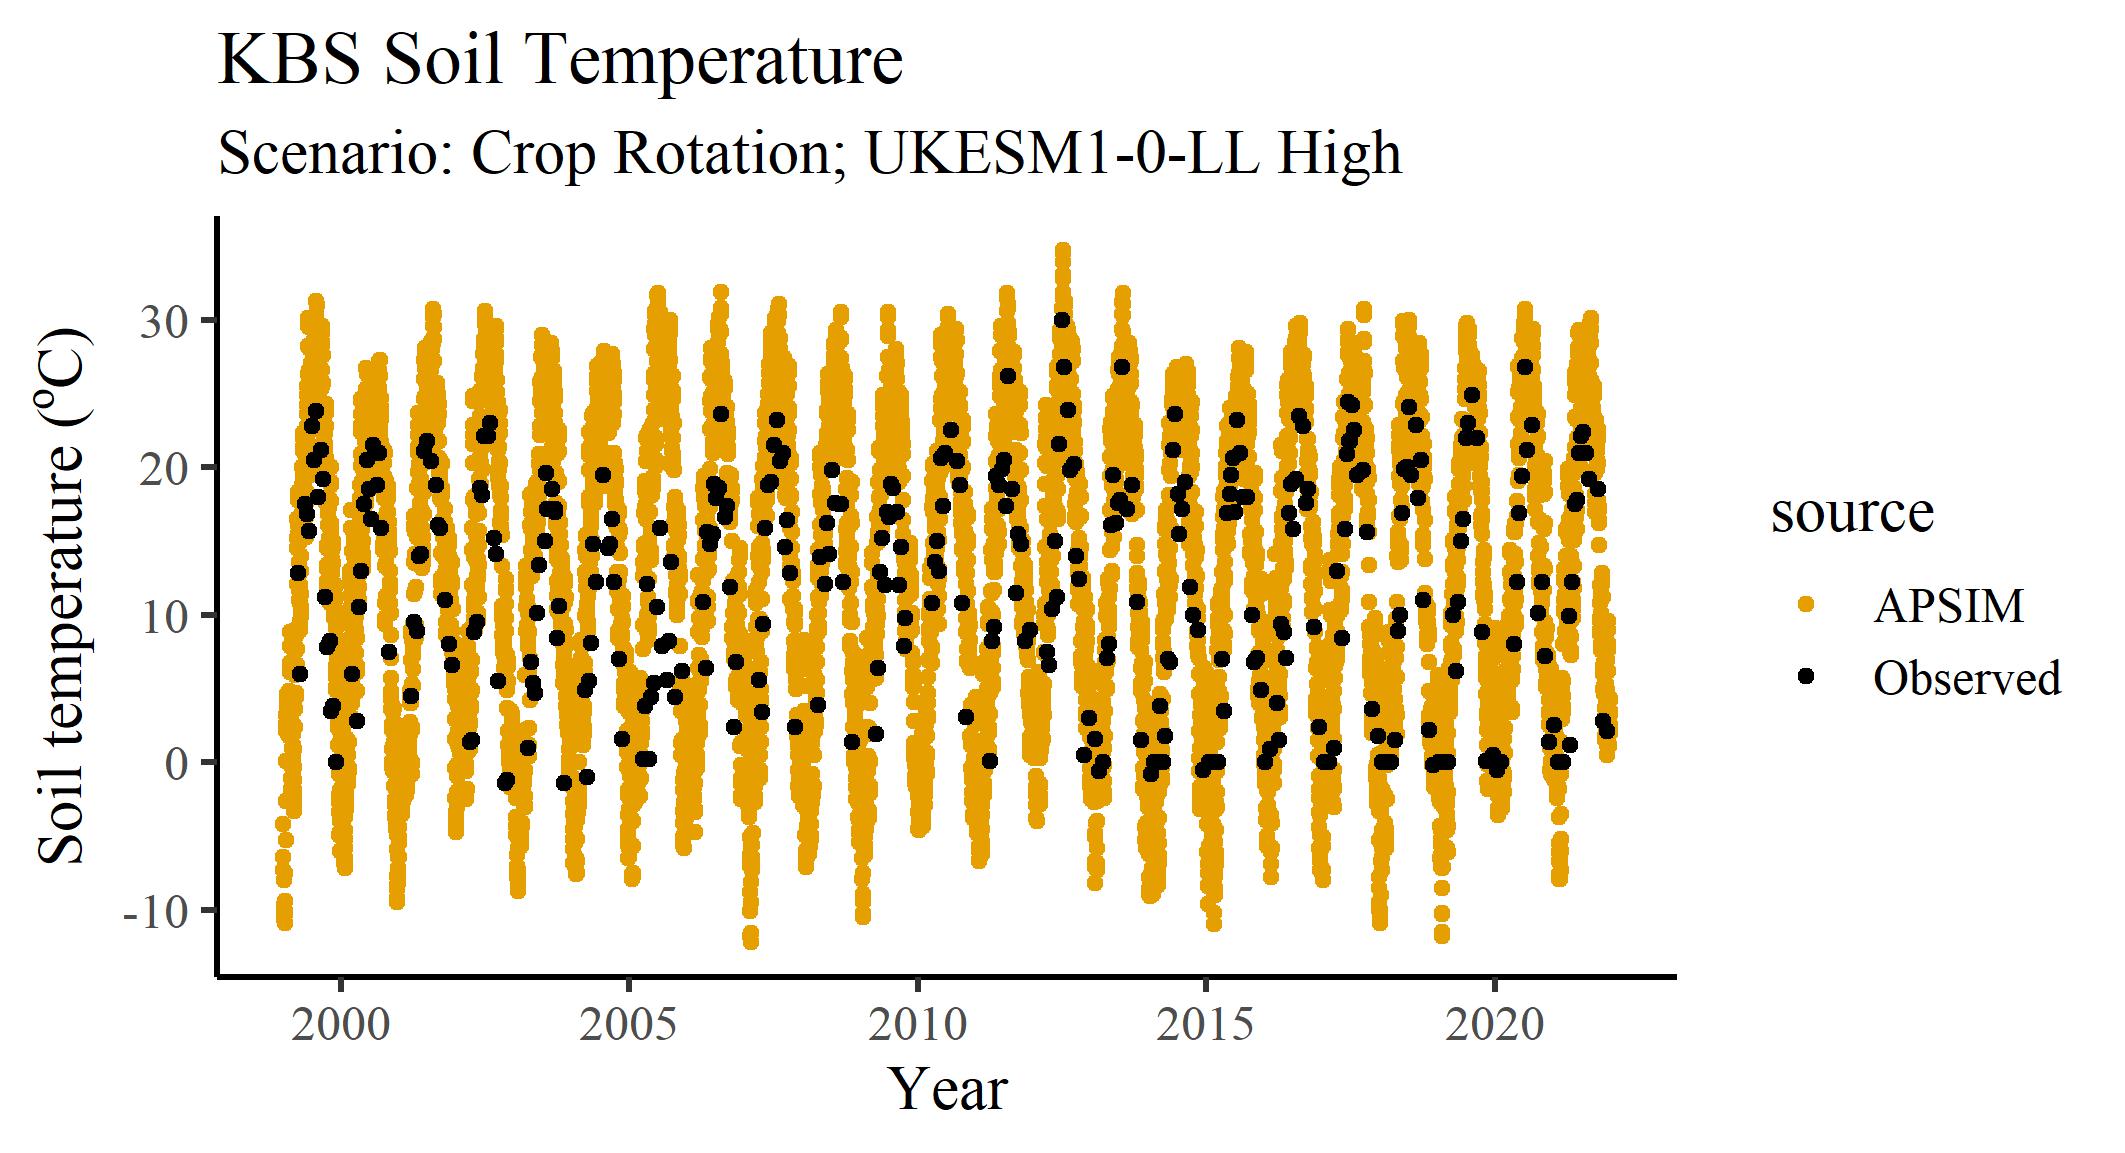 KBS Soil Temperature
Scenario: Crop Rotation; UKESM1-0-LL High
Soil temperature (ºC)
30
20
10
0
-10
2000 2005 2010 2015 2020
Year
source
APSIM
Observed